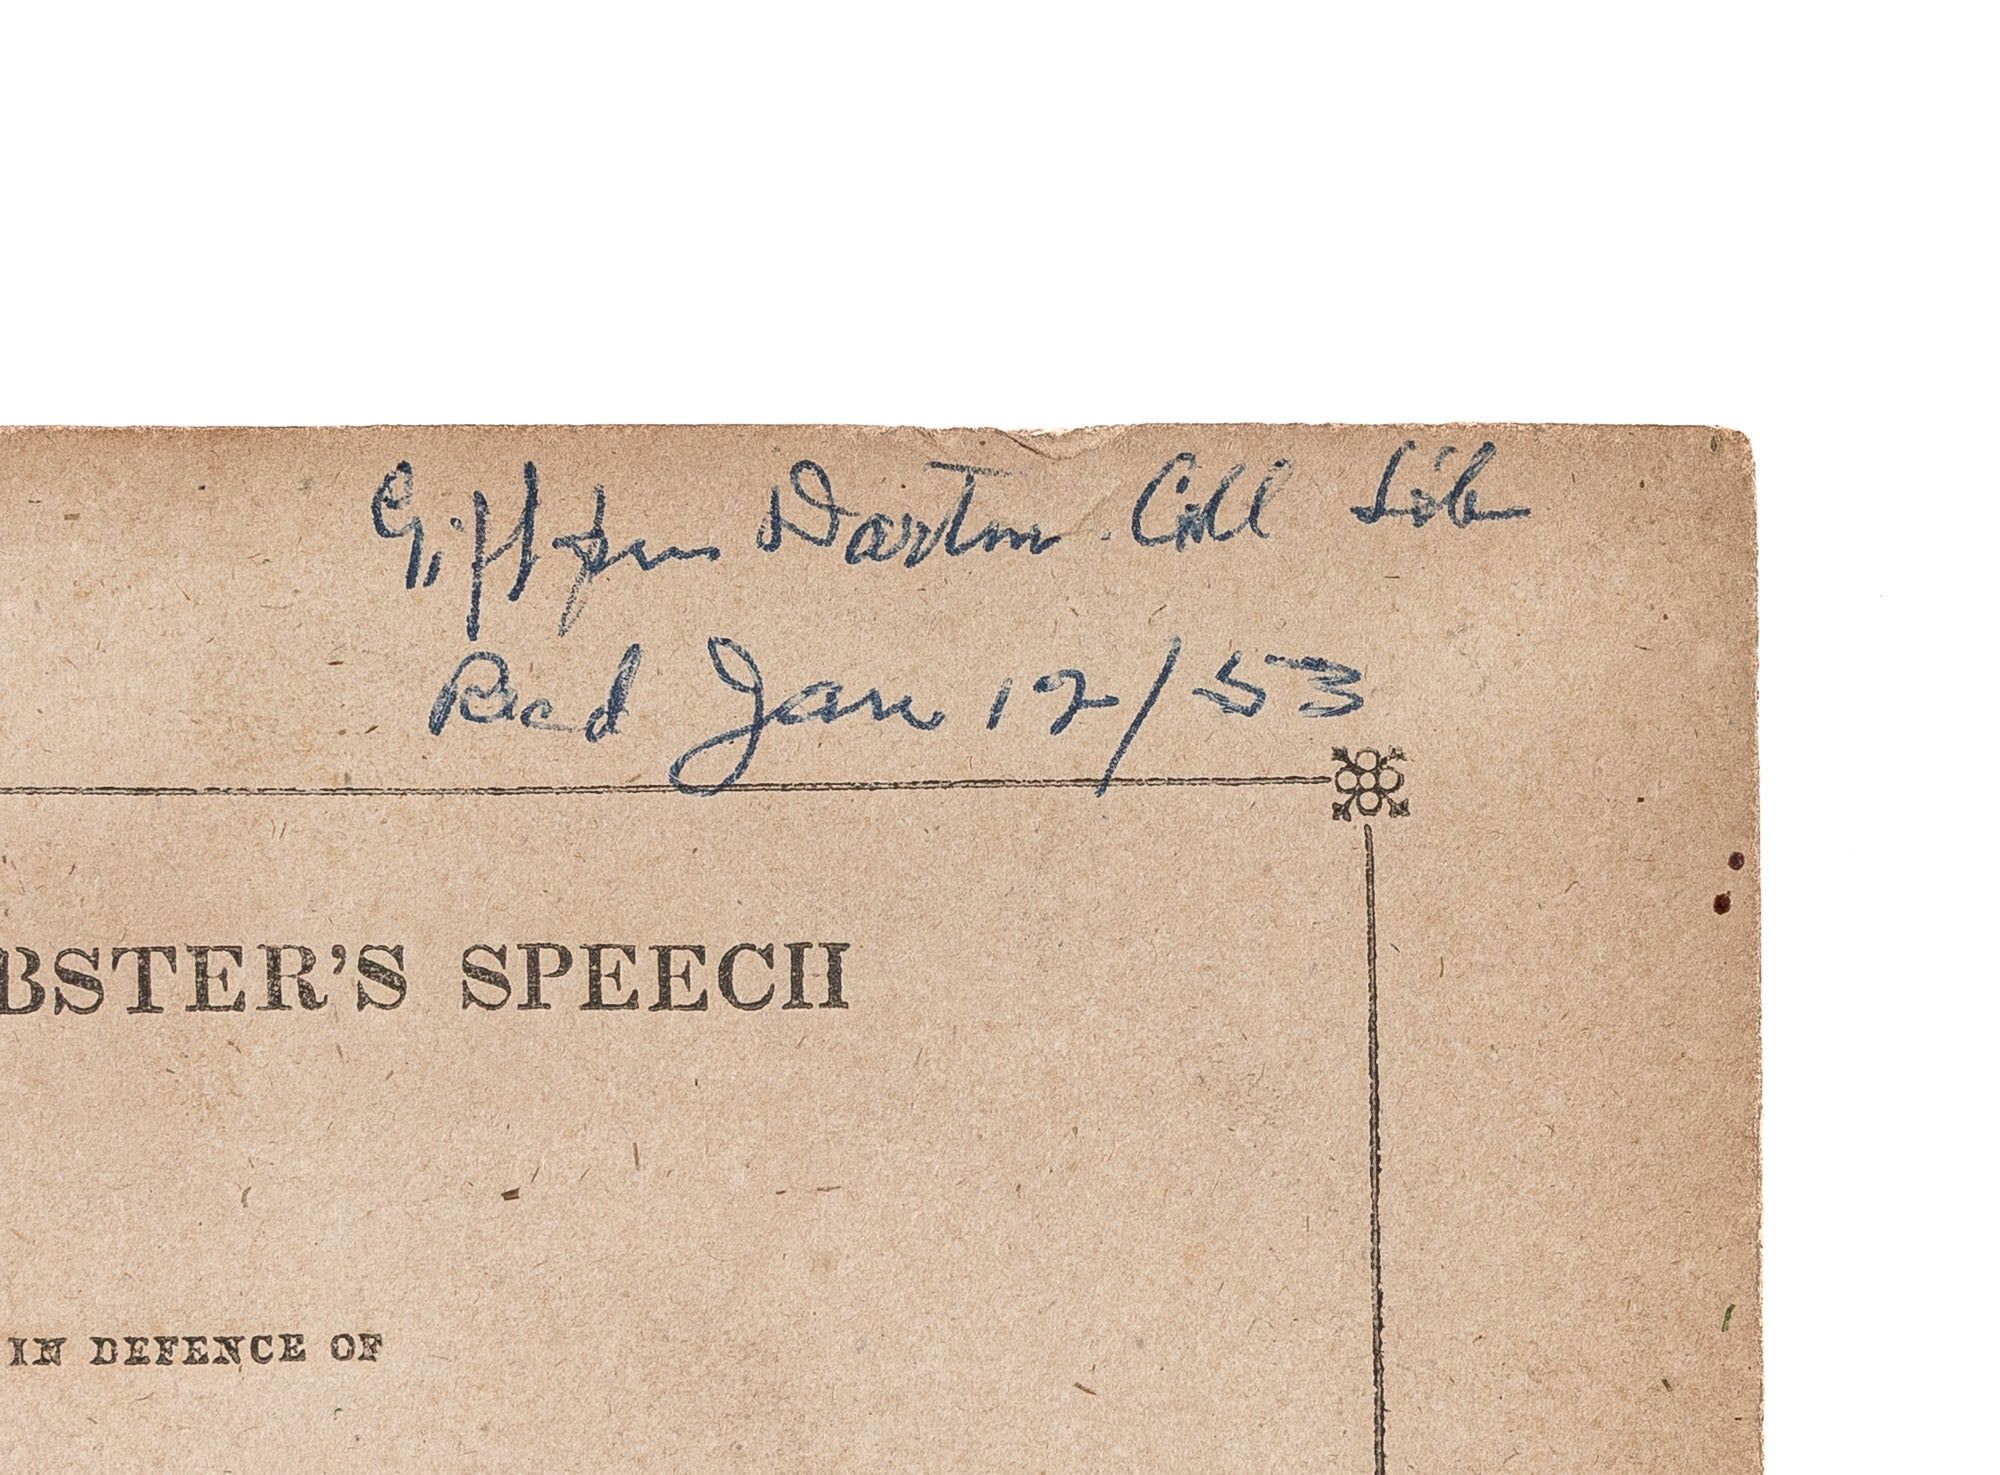 Gift from Dartm. Coll Lib
Recd Jan 12/53
BSTER'S SPEECH
IN DEFENCE OF